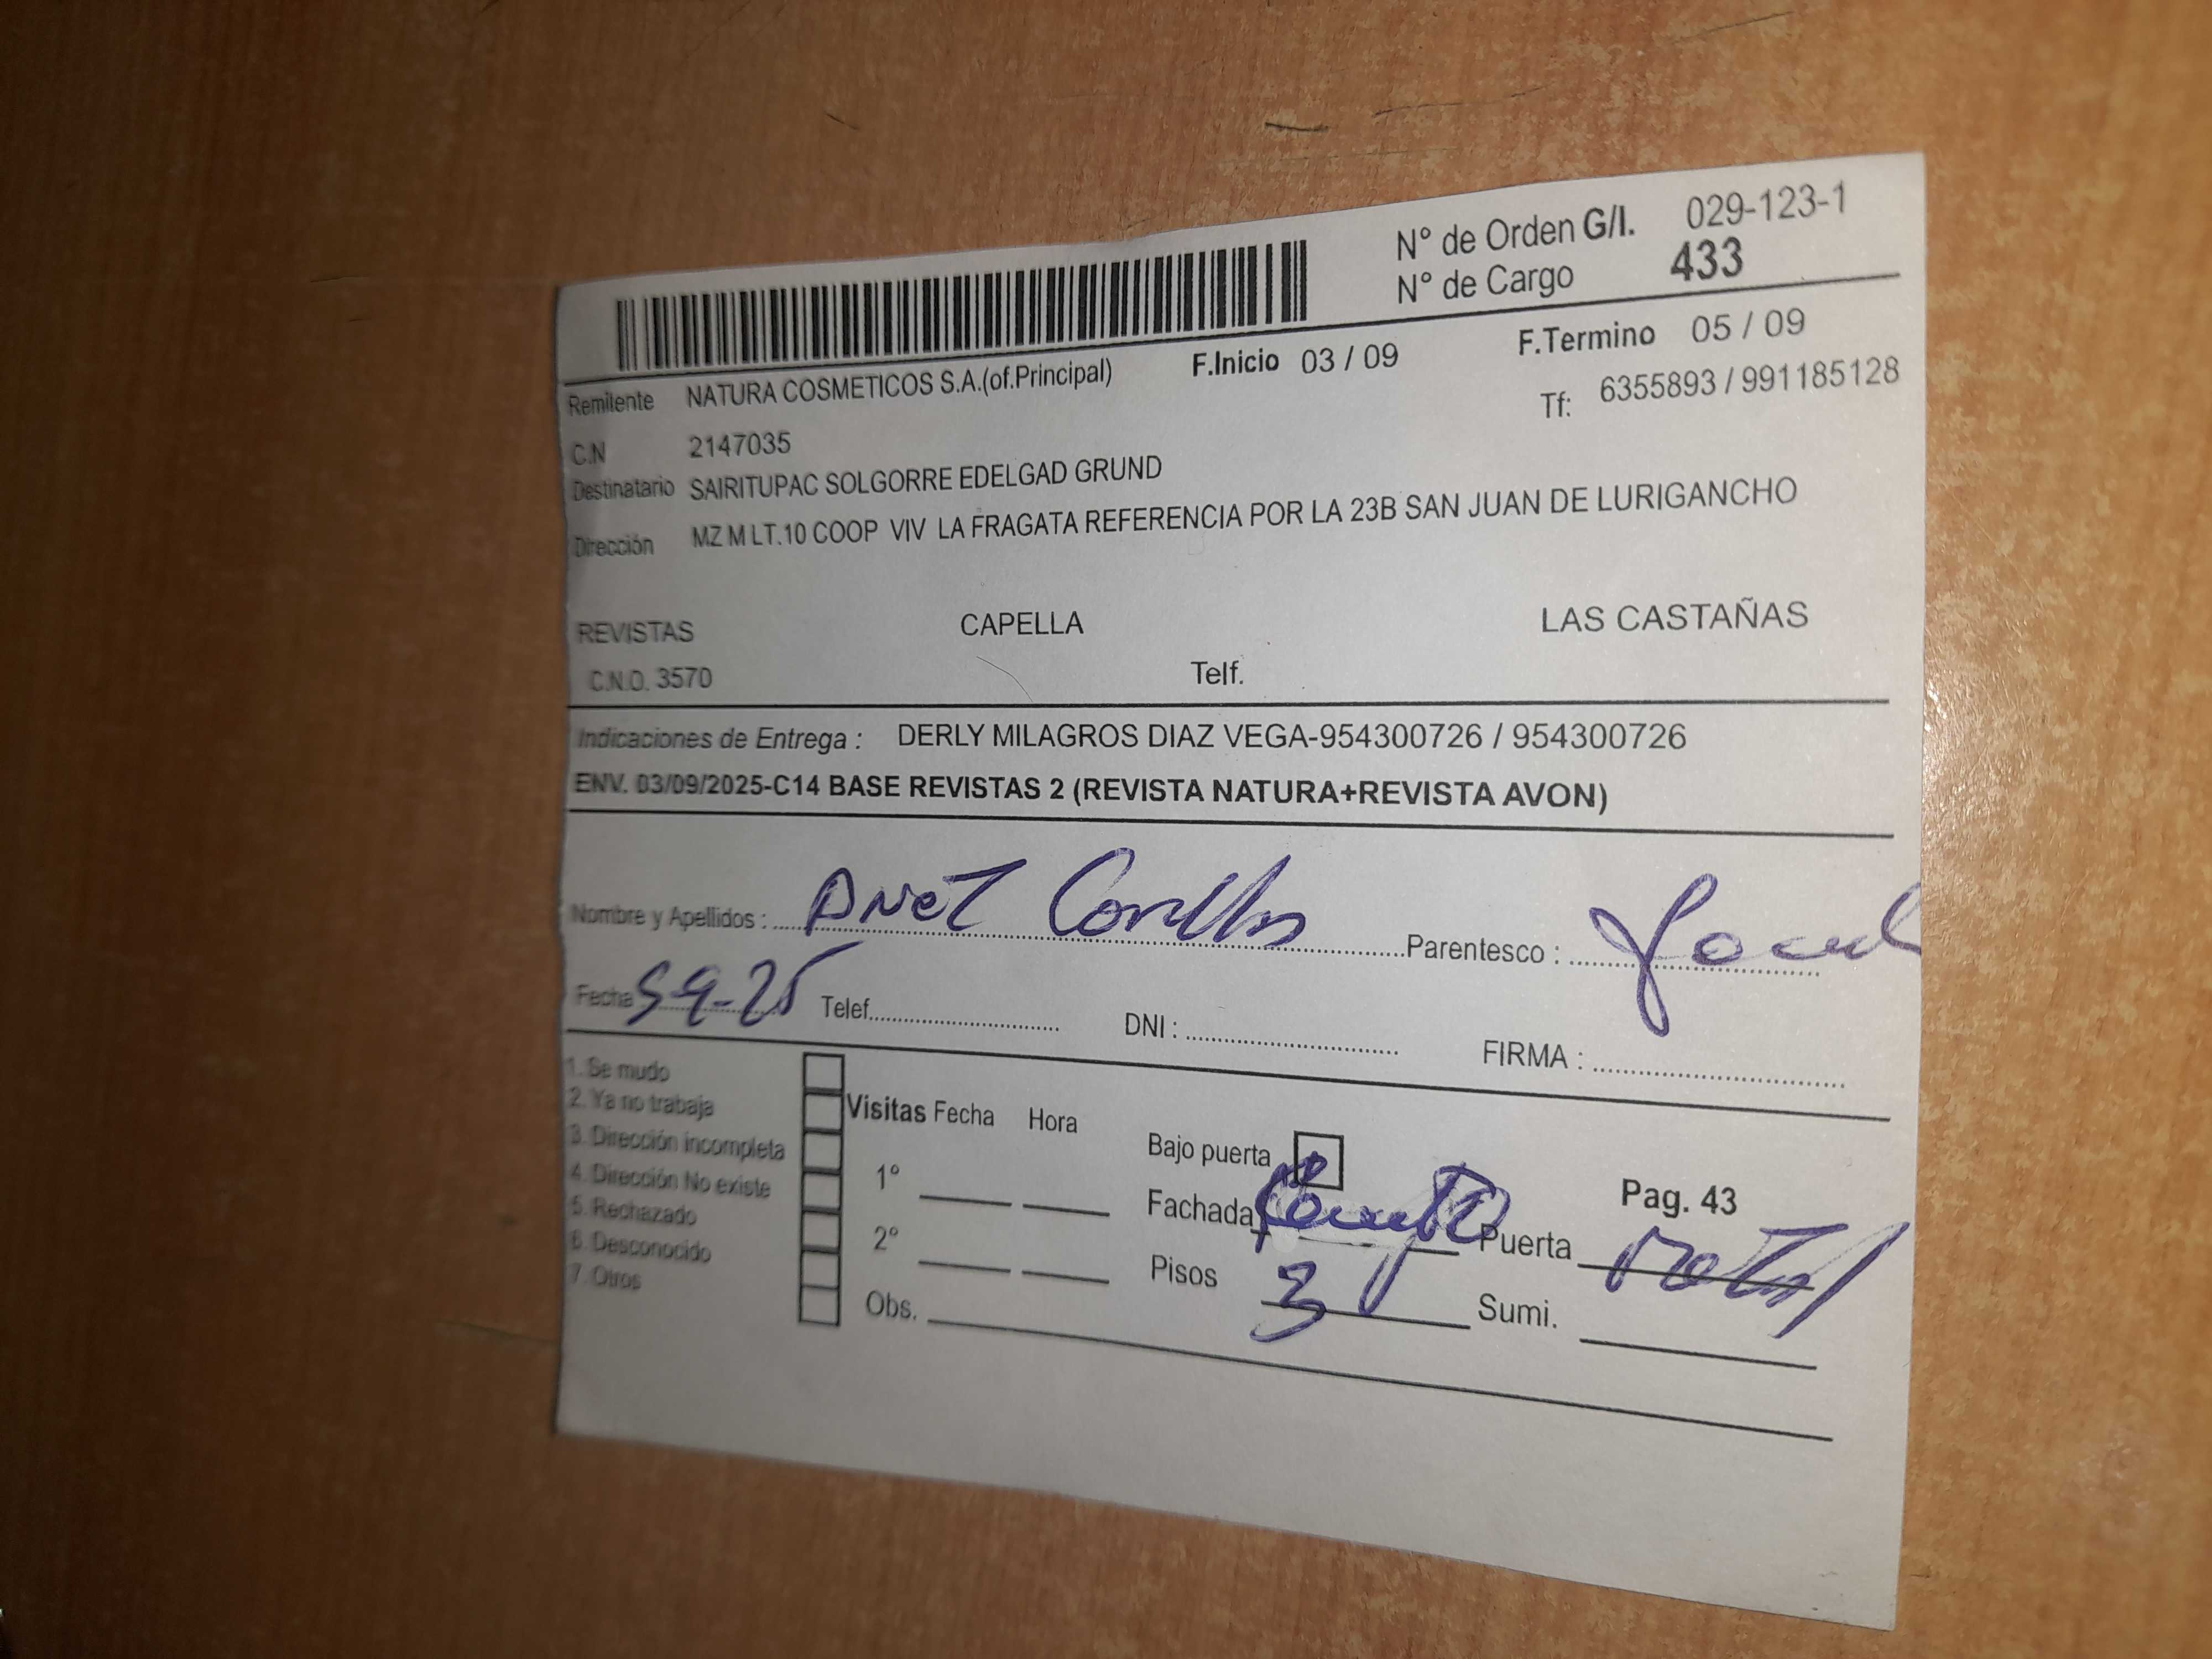 N° de Orden G/I. 029-123-1
N° de Cargo 433
Remitente NATURA COSMETICOS S.A.(of.Principal) F.Inicio 03 / 09 F.Termino 05 / 09
C.N 2147035 Tf: 6355893 / 991185128
Destinatario SAIRITUPAC SOLGORRE EDELGAD GRUND
Dirección MZ M LT.10 COOP VIV LA FRAGATA REFERENCIA POR LA 23B SAN JUAN DE LURIGANCHO
REVISTAS CAPELLA LAS CASTAÑAS
C.N.O. 3570 Telf.
Indicaciones de Entrega : DERLY MILAGROS DIAZ VEGA-954300726 / 954300726
ENV. 03/09/2025-C14 BASE REVISTAS 2 (REVISTA NATURA+REVISTA AVON)
Nombre y Apellidos : ANeT Parentesco :
Fecha 5-9-25 Telef. DNI : FIRMA :
1. Se mudo
2. Ya no trabaja Visitas Fecha Hora
3. Dirección incompleta Bajo puerta
4. Dirección No existe 1° Fachada Pag. 43
5. Rechazado Puerta
6. Desconocido 2° Pisos 3
7. Otros Sumi.
Obs.